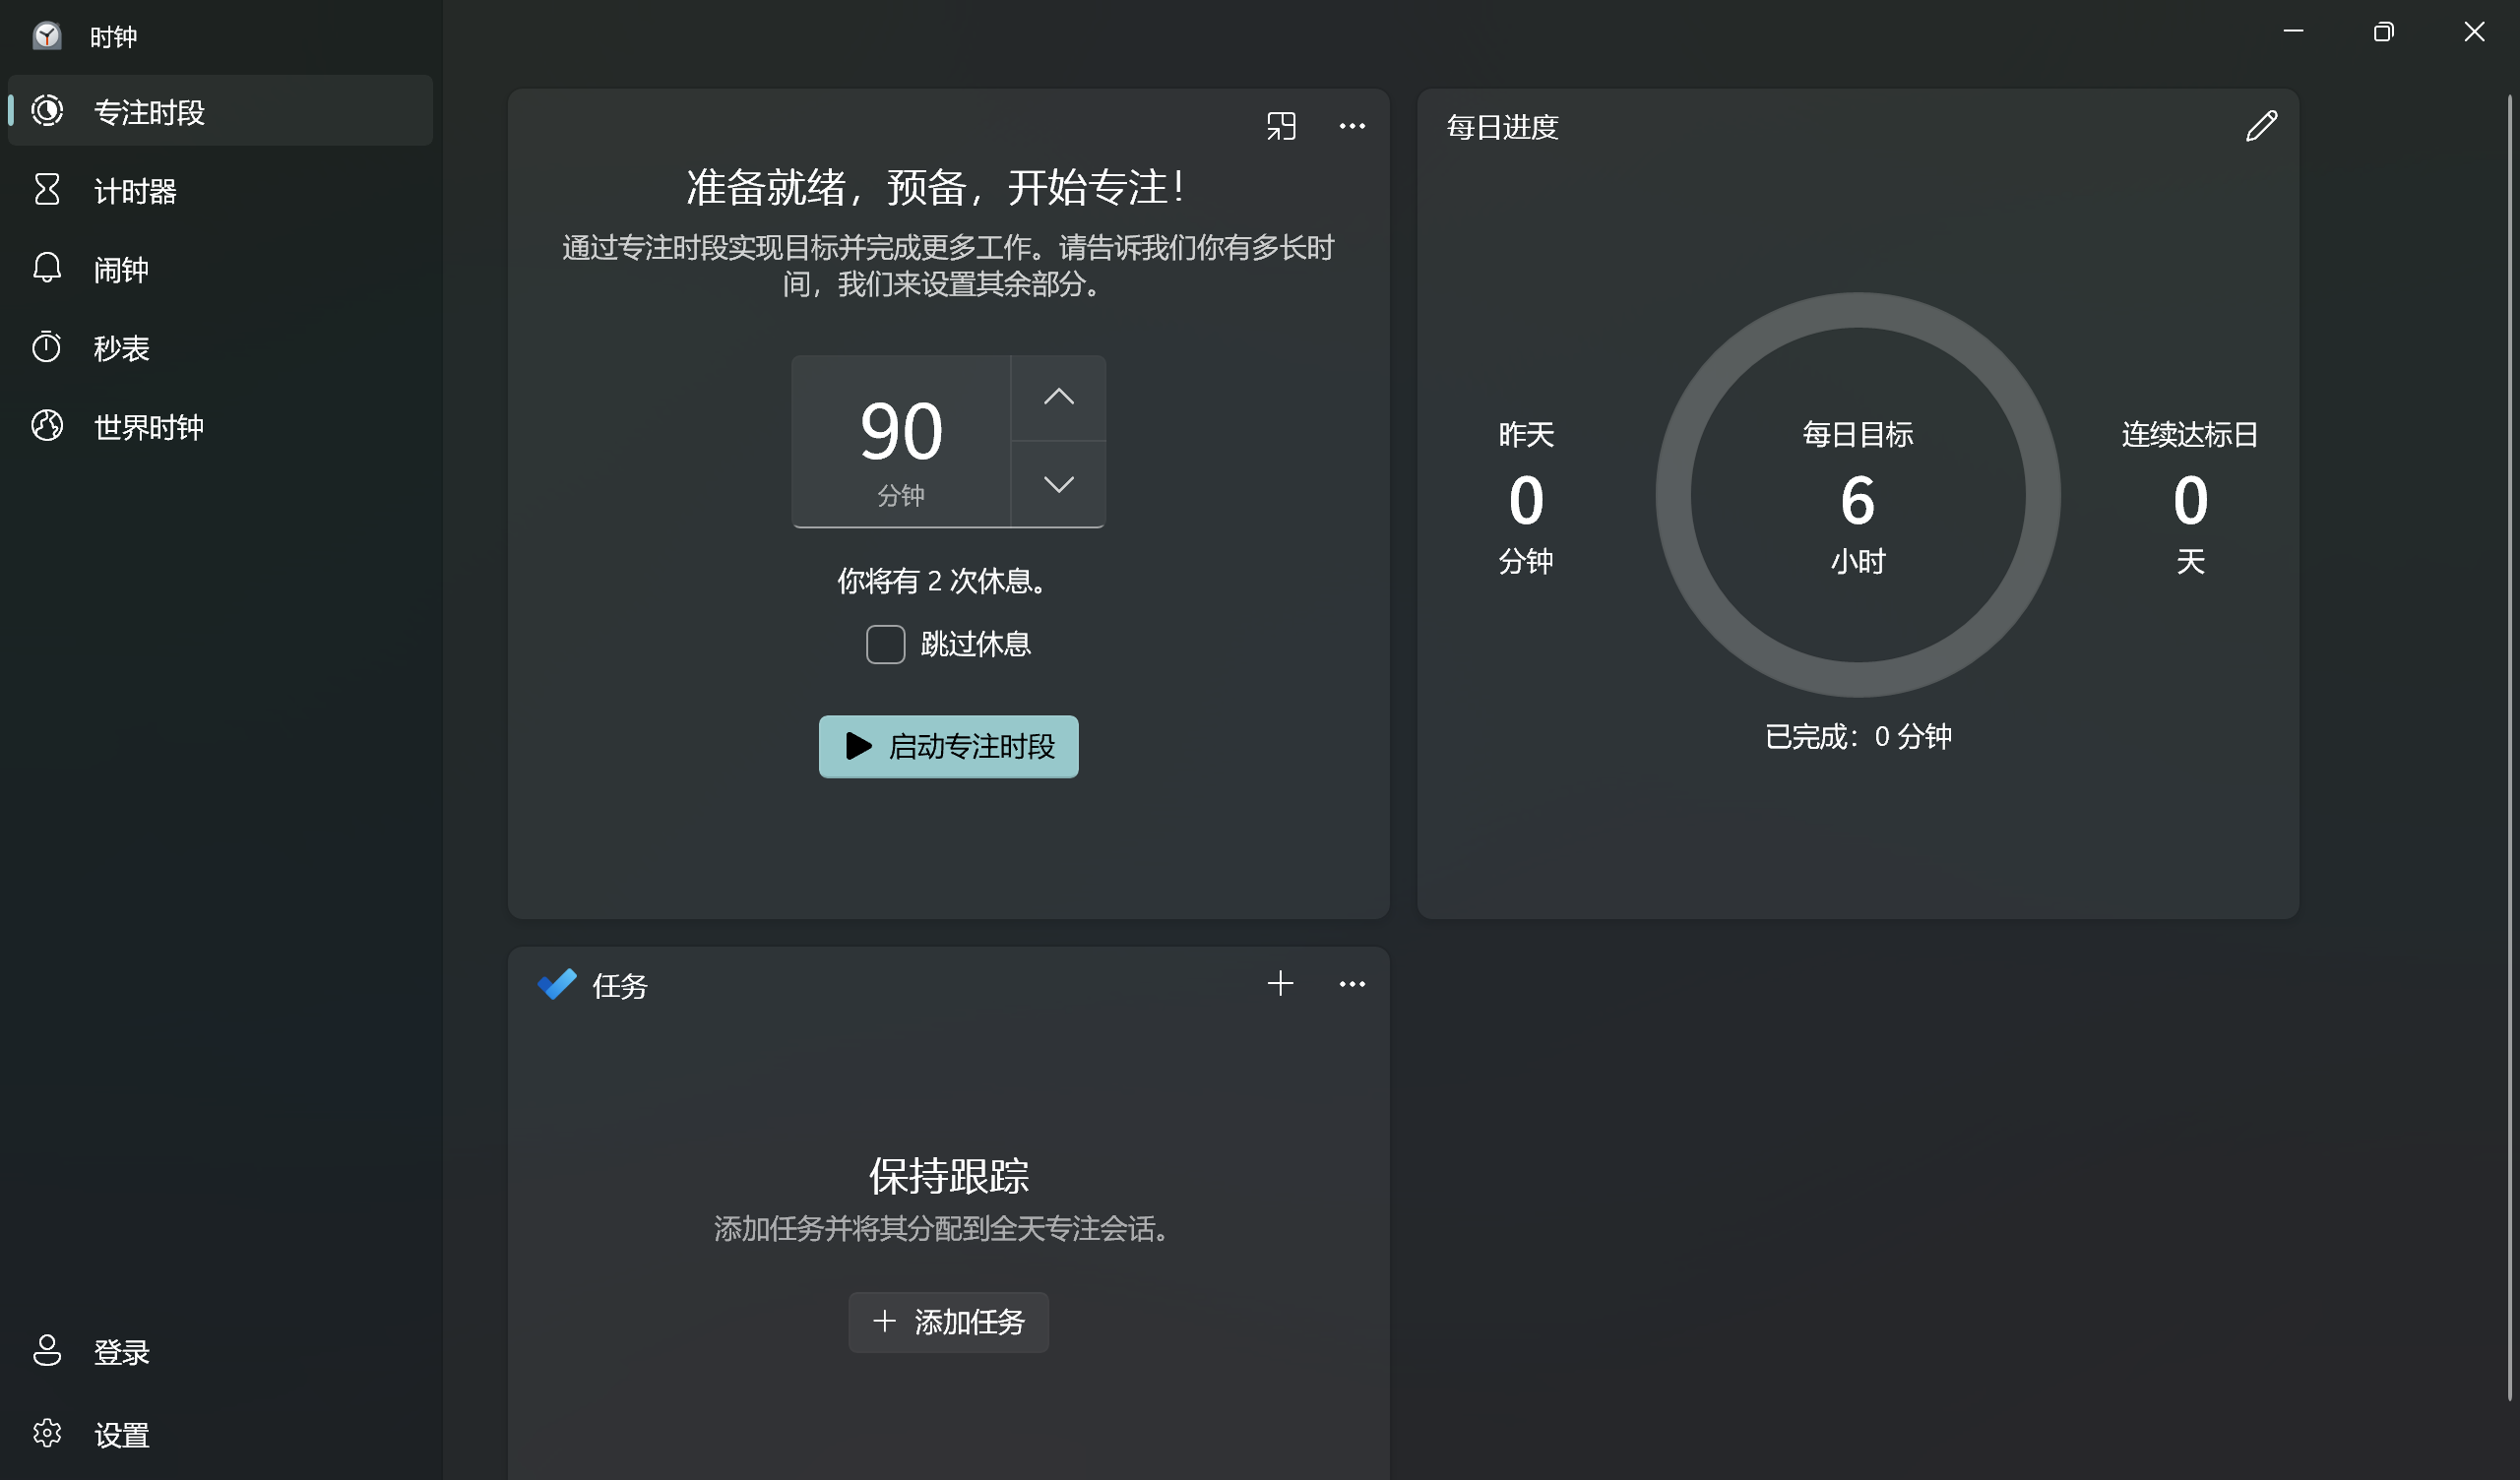 时钟
专注时段
计时器
闹钟
秒表
世界时钟
登录
设置
准备就绪，预备，开始专注！
通过专注时段实现目标并完成更多工作。请告诉我们你有多长时
间，我们来设置其余部分。
90
分钟
你将有 2 次休息。
跳过休息
启动专注时段
每日进度
昨天
0
分钟
每日目标
6
小时
连续达标日
0
天
已完成：0 分钟
任务
保持跟踪
添加任务并将其分配到全天专注会话。
添加任务